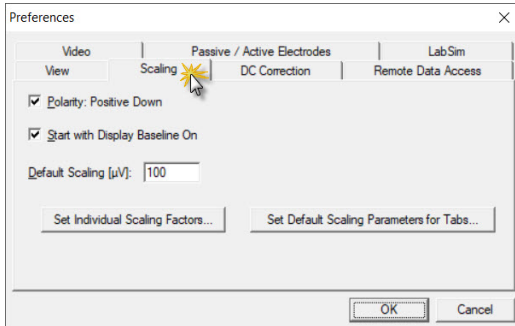 Preferences
Video Passive / Active Electrodes LabSim
View Scaling DC Correction Remote Data Access
Polarity: Positive Down
Start with Display Baseline On
Default Scaling [µV]: 100
Set Individual Scaling Factors... Set Default Scaling Parameters for Tabs...
OK Cancel